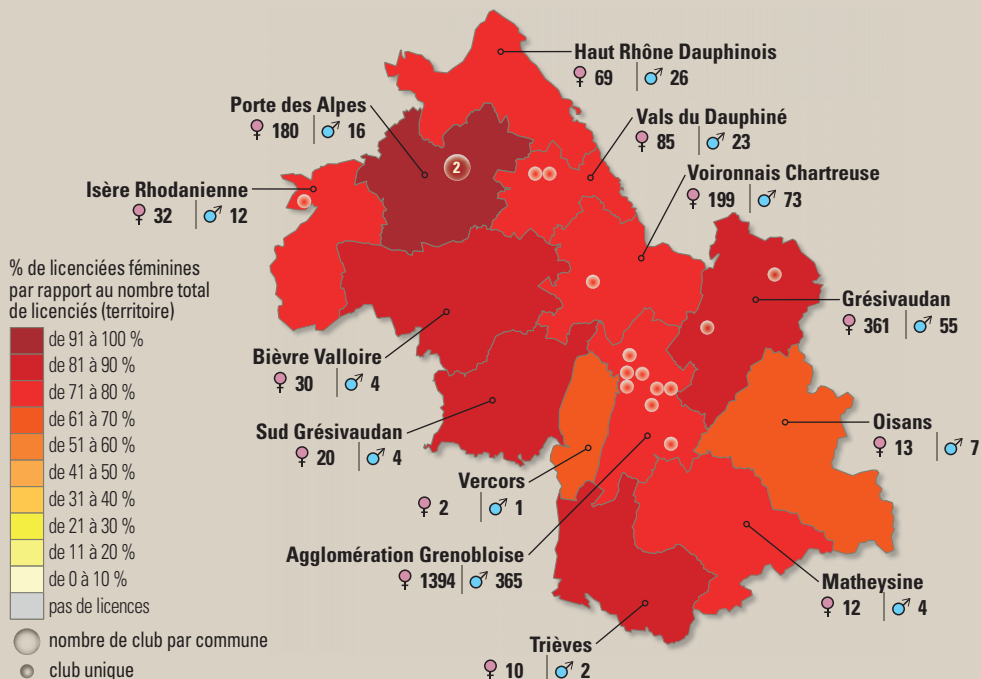 Haut Rhône Dauphinois
♀ 69 | ♂ 26
Porte des Alpes
♀ 180 | ♂ 16
Vals du Dauphiné
♀ 85 | ♂ 23
2
Voironnais Chartreuse
♀ 199 | ♂ 73
Isère Rhodanienne
♀ 32 | ♂ 12
% de licenciées féminines
par rapport au nombre total
de licenciés (territoire)
de 91 à 100 %
de 81 à 90 %
de 71 à 80 %
de 61 à 70 %
de 51 à 60 %
de 41 à 50 %
de 31 à 40 %
de 21 à 30 %
de 11 à 20 %
de 0 à 10 %
pas de licences
nombre de club par commune
club unique
Grésivaudan
♀ 361 | ♂ 55
Bièvre Valloire
♀ 30 | ♂ 4
Sud Grésivaudan
♀ 20 | ♂ 4
Oisans
♀ 13 | ♂ 7
Vercors
♀ 2 | ♂ 1
Agglomération Grenobloise
♀ 1394 | ♂ 365
Matheysine
♀ 12 | ♂ 4
Trièves
♀ 10 | ♂ 2